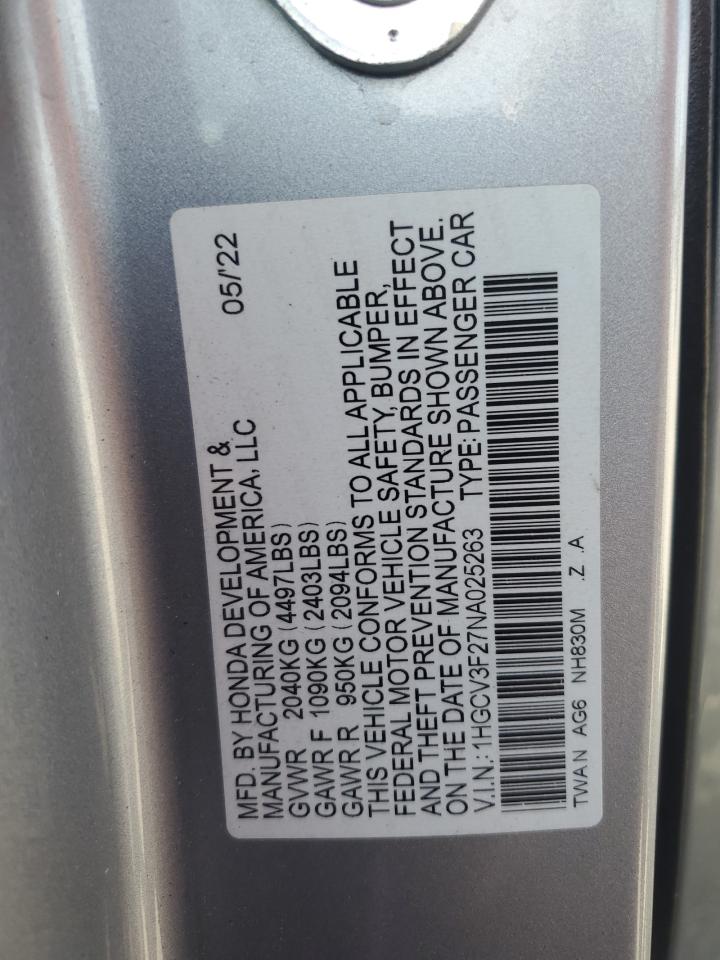 MFD. BY HONDA DEVELOPMENT & 05/'22
MANUFACTURING OF AMERICA, LLC
GVWR 2040KG (4497LBS)
GAWR F 1090KG (2403LBS)
GAWR R 950KG (2094LBS)
THIS VEHICLE CONFORMS TO ALL APPLICABLE
FEDERAL MOTOR VEHICLE SAFETY, BUMPER,
AND THEFT PREVENTION STANDARDS IN EFFECT
ON THE DATE OF MANUFACTURE SHOWN ABOVE.
V.I.N.: 1HGCV3F27NA025263 TYPE: PASSENGER CAR
TWAN AG6 NH830M .Z .A